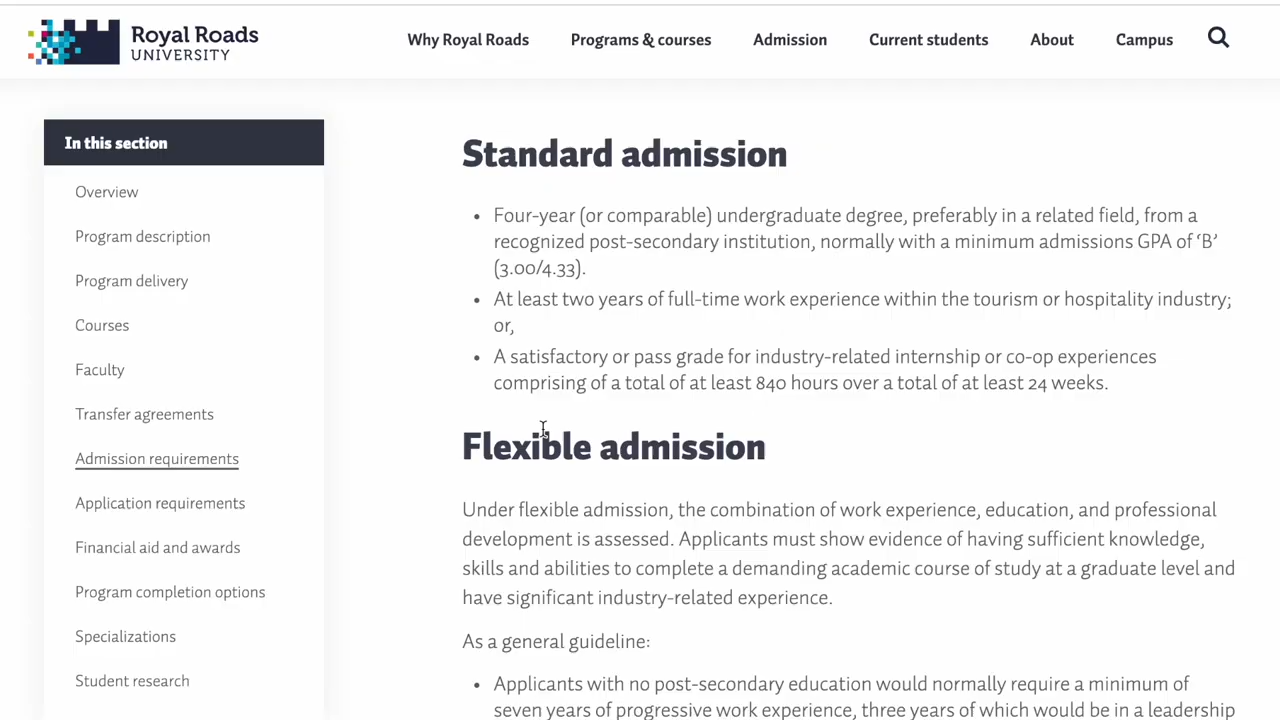 Royal Roads
UNIVERSITY
Why Royal Roads
Programs & courses
Admission
Current students
About
Campus
In this section
Overview
Program description
Program delivery
Courses
Faculty
Transfer agreements
Admission requirements
Application requirements
Financial aid and awards
Program completion options
Specializations
Student research
Standard admission
• Four-year (or comparable) undergraduate degree, preferably in a related field, from a
recognized post-secondary institution, normally with a minimum admissions GPA of ‘B’
(3.00/4.33).
• At least two years of full-time work experience within the tourism or hospitality industry;
or,
• A satisfactory or pass grade for industry-related internship or co-op experiences
comprising of a total of at least 840 hours over a total of at least 24 weeks.
Flexible admission
Under flexible admission, the combination of work experience, education, and professional
development is assessed. Applicants must show evidence of having sufficient knowledge,
skills and abilities to complete a demanding academic course of study at a graduate level and
have significant industry-related experience.
As a general guideline:
• Applicants with no post-secondary education would normally require a minimum of
seven years of progressive work experience, three years of which would be in a leadership